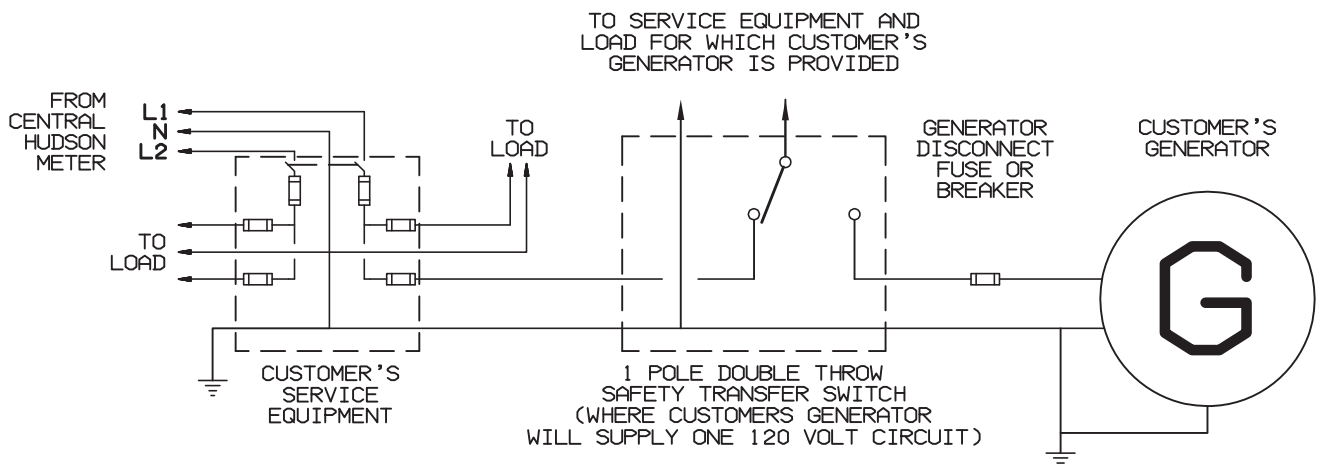 TO SERVICE EQUIPMENT AND
LOAD FOR WHICH CUSTOMER'S
GENERATOR IS PROVIDED
FROM
CENTRAL
HUDSON
METER
L1
N
L2
TO
LOAD
TO
LOAD
GENERATOR
DISCONNECT
FUSE OR
BREAKER
CUSTOMER'S
GENERATOR
G
CUSTOMER'S
SERVICE
EQUIPMENT
1 POLE DOUBLE THROW
SAFETY TRANSFER SWITCH
(WHERE CUSTOMERS GENERATOR
WILL SUPPLY ONE 120 VOLT CIRCUIT)